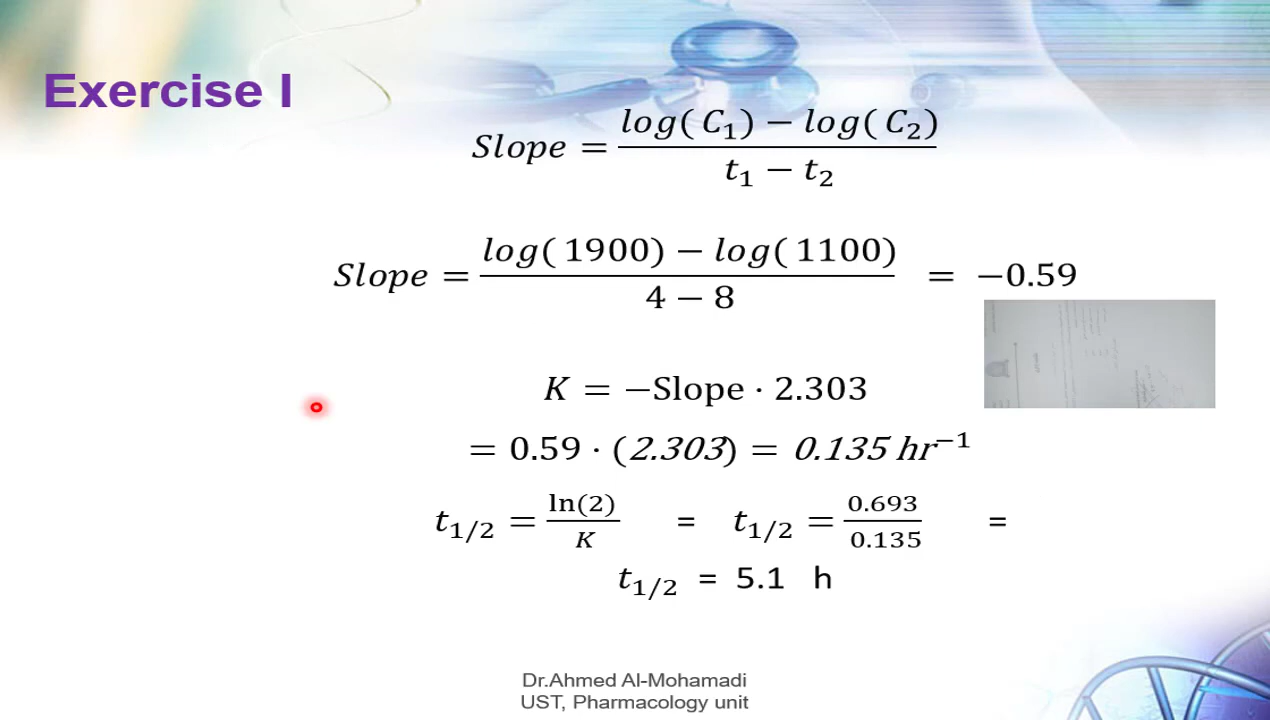 Exercise I
Slope = log(C₁) − log(C₂) / t₁ − t₂
Slope = log(1900) − log(1100) / 4 − 8 = −0.59
K = −Slope · 2.303
= 0.59 · (2.303) = 0.135 hr⁻¹
t₁/₂ = ln(2) / K = t₁/₂ = 0.693 / 0.135 =
t₁/₂ = 5.1 h
Dr.Ahmed Al-Mohamadi
UST, Pharmacology unit